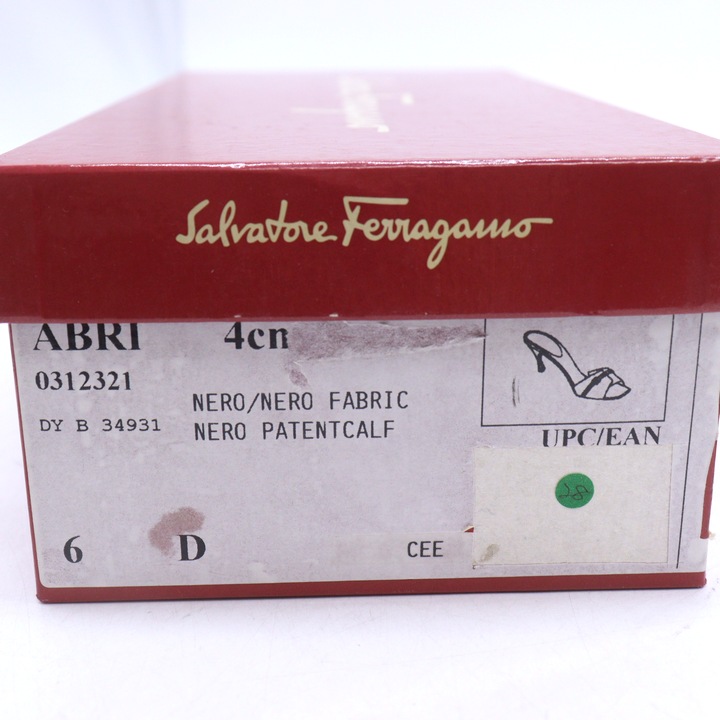 Salvatore Ferragamo
ABRI 4cm
0312321
NERO/NERO FABRIC
DY B 34931
NERO PATENTCALF
UPC/EAN
6 D
CEE